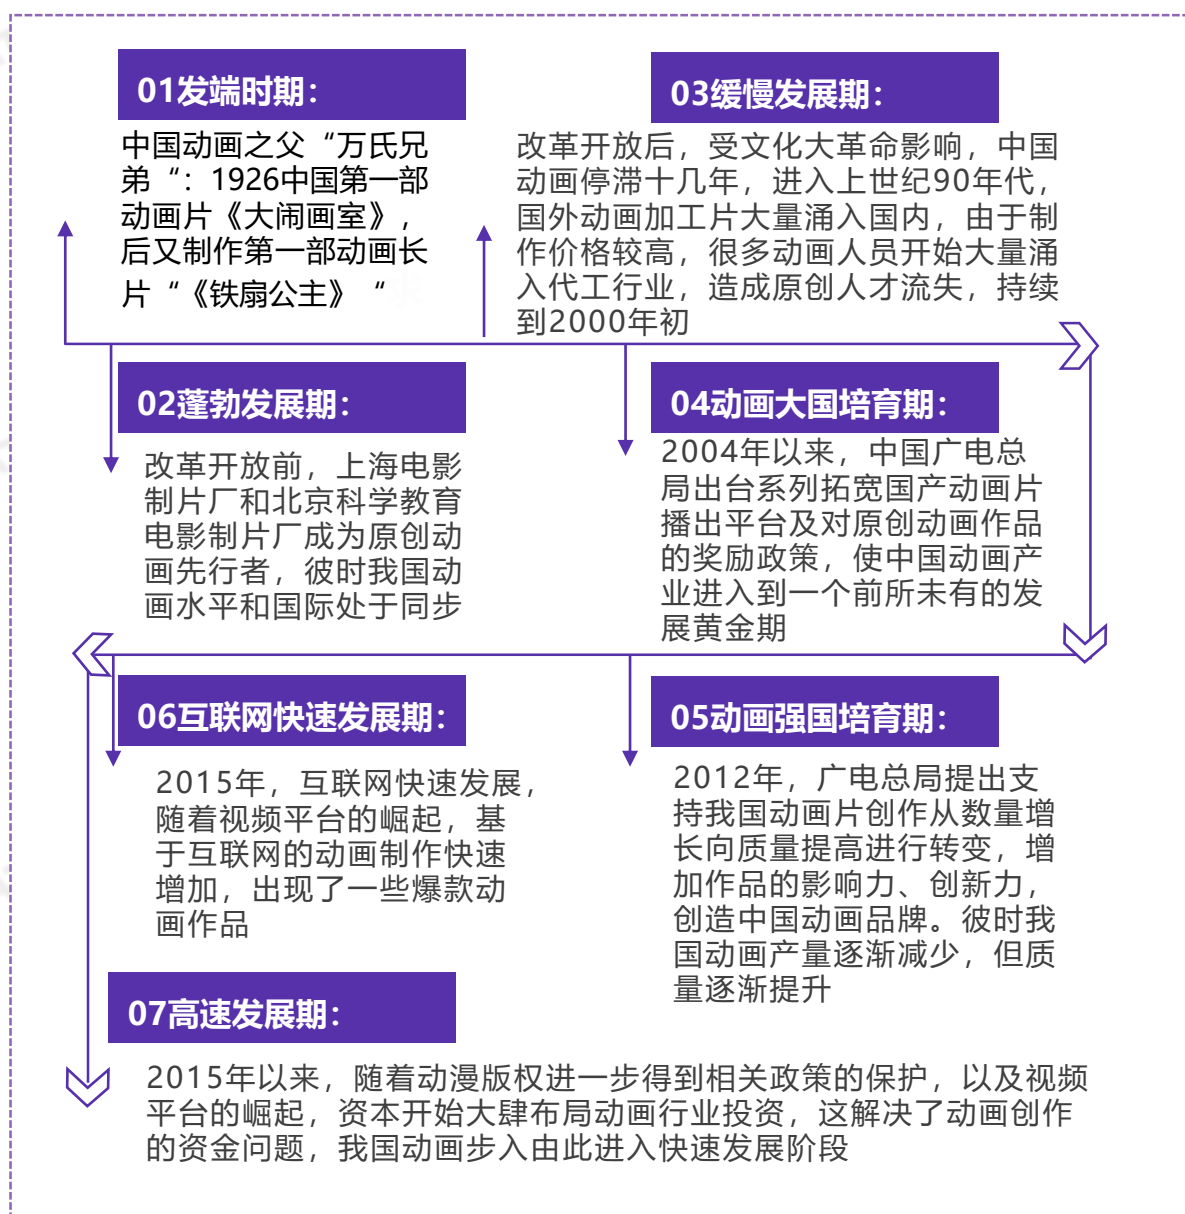 01发端时期：
中国动画之父“万氏兄
弟“：1926中国第一部
动画片《大闹画室》，
后又制作第一部动画长
片“《铁扇公主》“
03缓慢发展期：
改革开放后，受文化大革命影响，中国
动画停滞十几年，进入上世纪90年代，
国外动画加工片大量涌入国内，由于制
作价格较高，很多动画人员开始大量涌
入代工行业，造成原创人才流失，持续
到2000年初
02蓬勃发展期：
改革开放前，上海电影
制片厂和北京科学教育
电影制片厂成为原创动
画先行者，彼时我国动
画水平和国际处于同步
04动画大国培育期：
2004年以来，中国广电总
局出台系列拓宽国产动画片
播出平台及对原创动画作品
的奖励政策，使中国动画产
业进入到一个前所未有的发
展黄金期
06互联网快速发展期：
2015年，互联网快速发展，
随着视频平台的崛起，基
于互联网的动画制作快速
增加，出现了一些爆款动
画作品
05动画强国培育期：
2012年，广电总局提出支
持我国动画片创作从数量增
长向质量提高进行转变，增
加作品的影响力、创新力，
创造中国动画品牌。彼时我
国动画产量逐渐减少，但质
量逐渐提升
07高速发展期：
2015年以来，随着动漫版权进一步得到相关政策的保护，以及视频
平台的崛起，资本开始大肆布局动画行业投资，这解决了动画创作
的资金问题，我国动画步入由此进入快速发展阶段